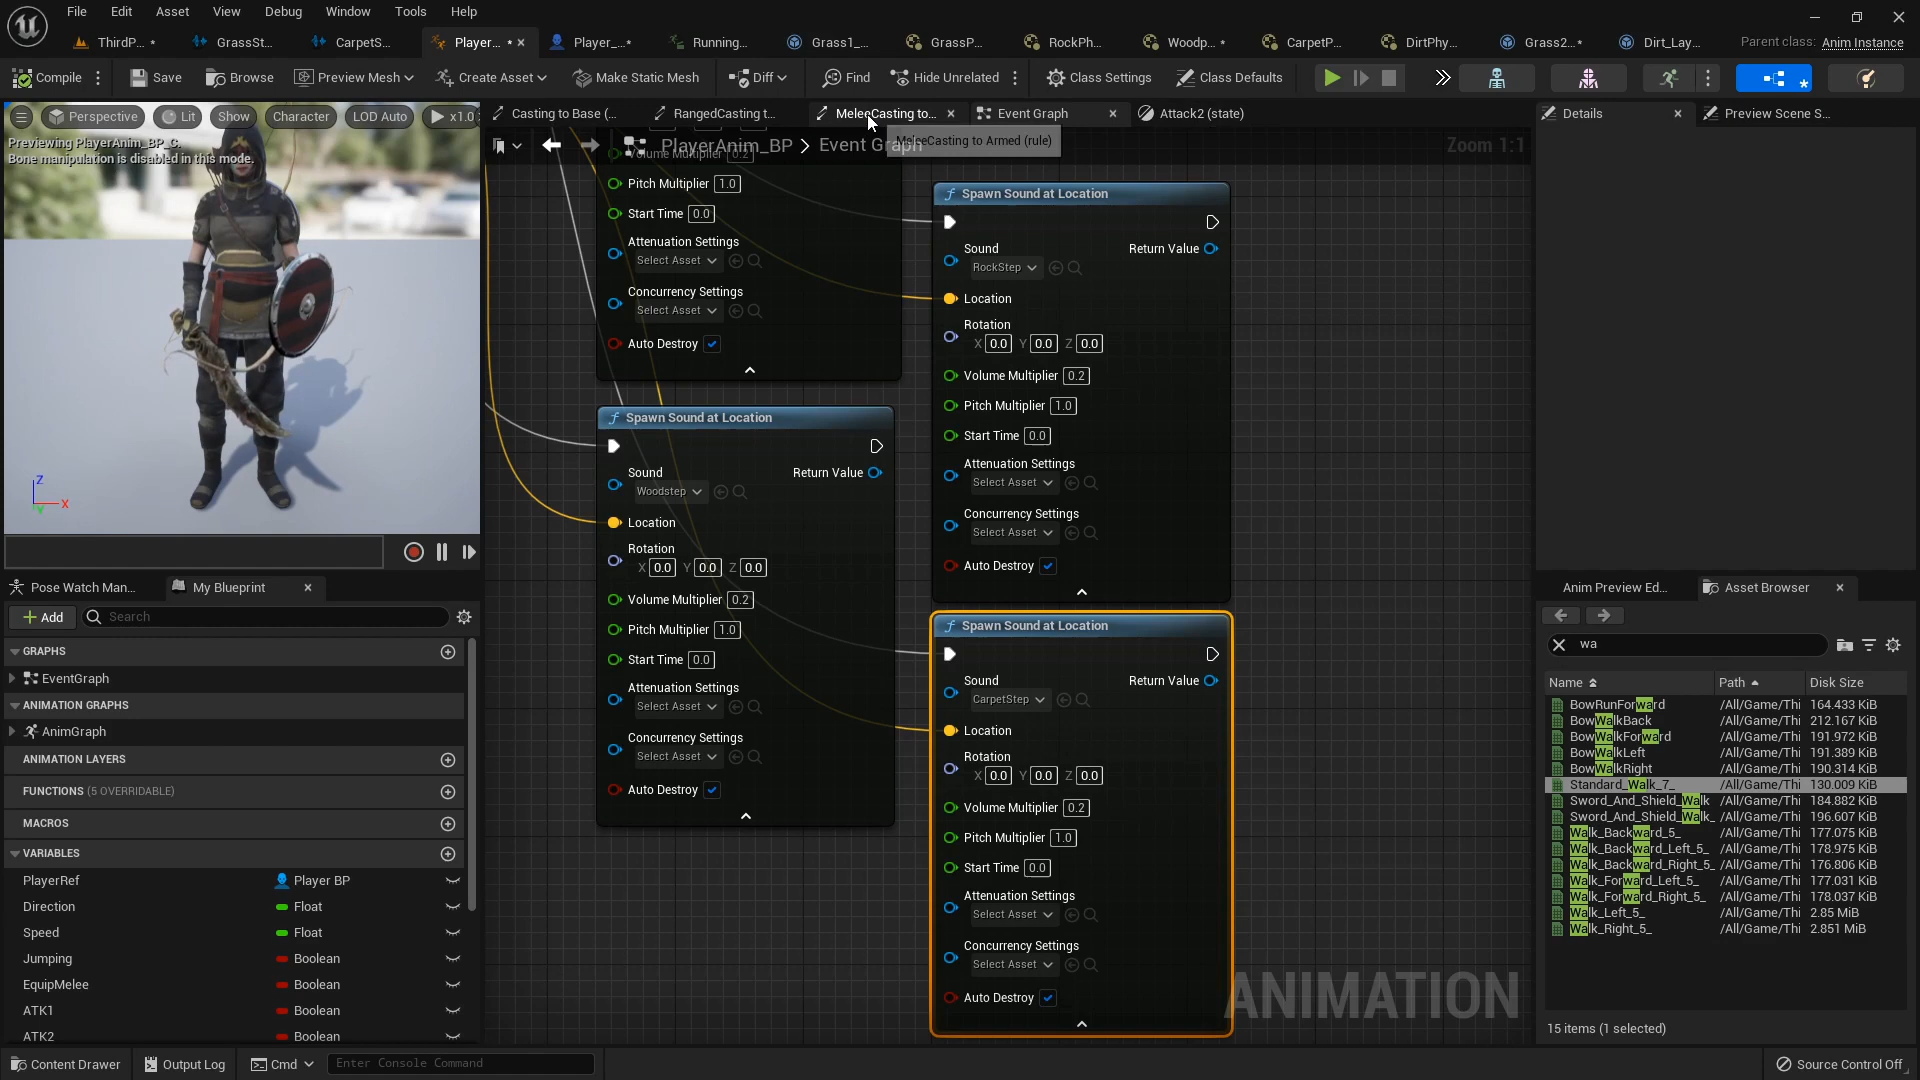 File Edit Asset View Debug Window Tools Help
ThirdP... * GrassSt... CarpetS... Player... * Player_...* Running... Grass1_... GrassP... RockPh... Woodp... * CarpetP... DirtPhy... Grass2...* Dirt_Lay... Parent class: Anim Instance
Compile Save Browse Preview Mesh Create Asset Make Static Mesh Diff Find Hide Unrelated Class Settings Class Defaults
Perspective Lit Show Character LOD Auto x1.0
Previewing PlayerAnim_BP_C.
Bone manipulation is disabled in this mode.
Z
X
Y
Casting to Base (... RangedCasting t... MeleeCasting to... Event Graph Attack2 (state)
PlayerAnim_BP > Event Graph
MeleeCasting to Armed (rule)
Zoom 1:1
Volume Multiplier 0.2
Pitch Multiplier 1.0
Start Time 0.0
Attenuation Settings
Select Asset
Concurrency Settings
Select Asset
Auto Destroy
Spawn Sound at Location
Sound Return Value
Woodstep
Location
Rotation
X 0.0 Y 0.0 Z 0.0
Volume Multiplier 0.2
Pitch Multiplier 1.0
Start Time 0.0
Attenuation Settings
Select Asset
Concurrency Settings
Select Asset
Auto Destroy
Spawn Sound at Location
Sound Return Value
RockStep
Location
Rotation
X 0.0 Y 0.0 Z 0.0
Volume Multiplier 0.2
Pitch Multiplier 1.0
Start Time 0.0
Attenuation Settings
Select Asset
Concurrency Settings
Select Asset
Auto Destroy
Spawn Sound at Location
Sound Return Value
CarpetStep
Location
Rotation
X 0.0 Y 0.0 Z 0.0
Volume Multiplier 0.2
Pitch Multiplier 1.0
Start Time 0.0
Attenuation Settings
Select Asset
Concurrency Settings
Select Asset
Auto Destroy
ANIMATION
Pose Watch Man... My Blueprint
Add Search
GRAPHS
EventGraph
ANIMATION GRAPHS
AnimGraph
ANIMATION LAYERS
FUNCTIONS (5 OVERRIDABLE)
MACROS
VARIABLES
PlayerRef Player BP
Direction Float
Speed Float
Jumping Boolean
EquipMelee Boolean
ATK1 Boolean
ATK2 Boolean
Details Preview Scene S...
Anim Preview Ed... Asset Browser
wa
Name Path Disk Size
BowRunForward /All/Game/Thi 164.433 KiB
BowWalkBack /All/Game/Thi 212.167 KiB
BowWalkForward /All/Game/Thi 191.972 KiB
BowWalkLeft /All/Game/Thi 191.389 KiB
BowWalkRight /All/Game/Thi 190.314 KiB
Standard_Walk_7_ /All/Game/Thi 130.009 KiB
Sword_And_Shield_Walk /All/Game/Thi 184.882 KiB
Sword_And_Shield_Walk_ /All/Game/Thi 196.607 KiB
Walk_Backward_5_ /All/Game/Thi 177.075 KiB
Walk_Backward_Left_5_ /All/Game/Thi 178.975 KiB
Walk_Backward_Right_5_ /All/Game/Thi 176.806 KiB
Walk_Forward_Left_5_ /All/Game/Thi 177.031 KiB
Walk_Forward_Right_5_ /All/Game/Thi 178.037 KiB
Walk_Left_5_ /All/Game/Thi 2.85 MiB
Walk_Right_5_ /All/Game/Thi 2.851 MiB
15 items (1 selected)
Content Drawer Output Log Cmd Enter Console Command Source Control Off